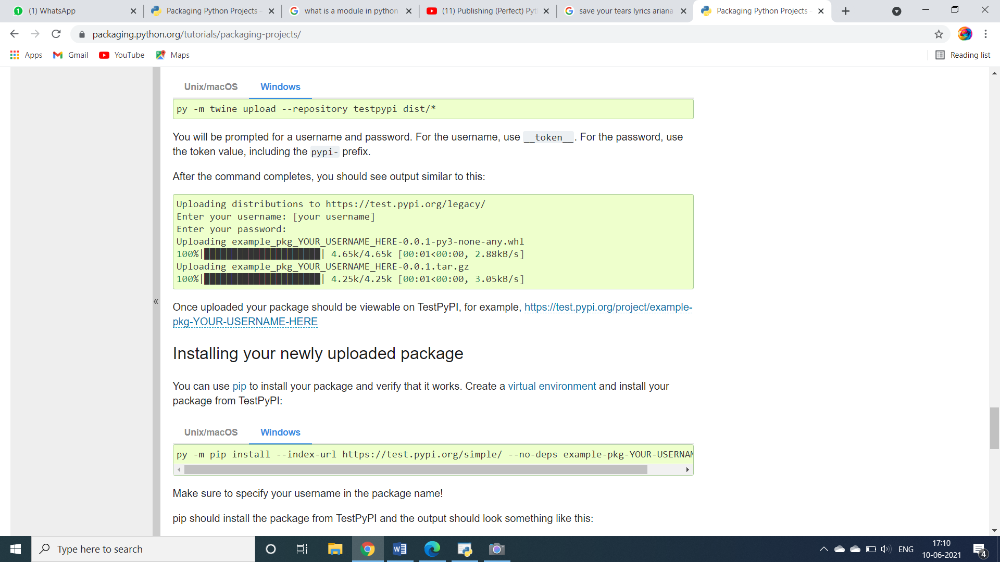 (1) WhatsApp
Packaging Python Projects -
what is a module in python
(11) Publishing (Perfect) Pyt
save your tears lyrics ariana
Packaging Python Projects -
packaging.python.org/tutorials/packaging-projects/
Apps
Gmail
YouTube
Maps
Reading list
Unix/macOS
Windows
py -m twine upload --repository testpypi dist/*
You will be prompted for a username and password. For the username, use __token__. For the password, use
the token value, including the pypi- prefix.
After the command completes, you should see output similar to this:
Uploading distributions to https://test.pypi.org/legacy/
Enter your username: [your username]
Enter your password:
Uploading example_pkg_YOUR_USERNAME_HERE-0.0.1-py3-none-any.whl
100%|█████████████████████| 4.65k/4.65k [00:01<00:00, 2.88kB/s]
Uploading example_pkg_YOUR_USERNAME_HERE-0.0.1.tar.gz
100%|█████████████████████| 4.25k/4.25k [00:01<00:00, 3.05kB/s]
«
Once uploaded your package should be viewable on TestPyPI, for example, https://test.pypi.org/project/example-
pkg-YOUR-USERNAME-HERE
Installing your newly uploaded package
You can use pip to install your package and verify that it works. Create a virtual environment and install your
package from TestPyPI:
Unix/macOS
Windows
py -m pip install --index-url https://test.pypi.org/simple/ --no-deps example-pkg-YOUR-USERNAM
Make sure to specify your username in the package name!
pip should install the package from TestPyPI and the output should look something like this:
Type here to search
ENG
17:10
10-06-2021
4